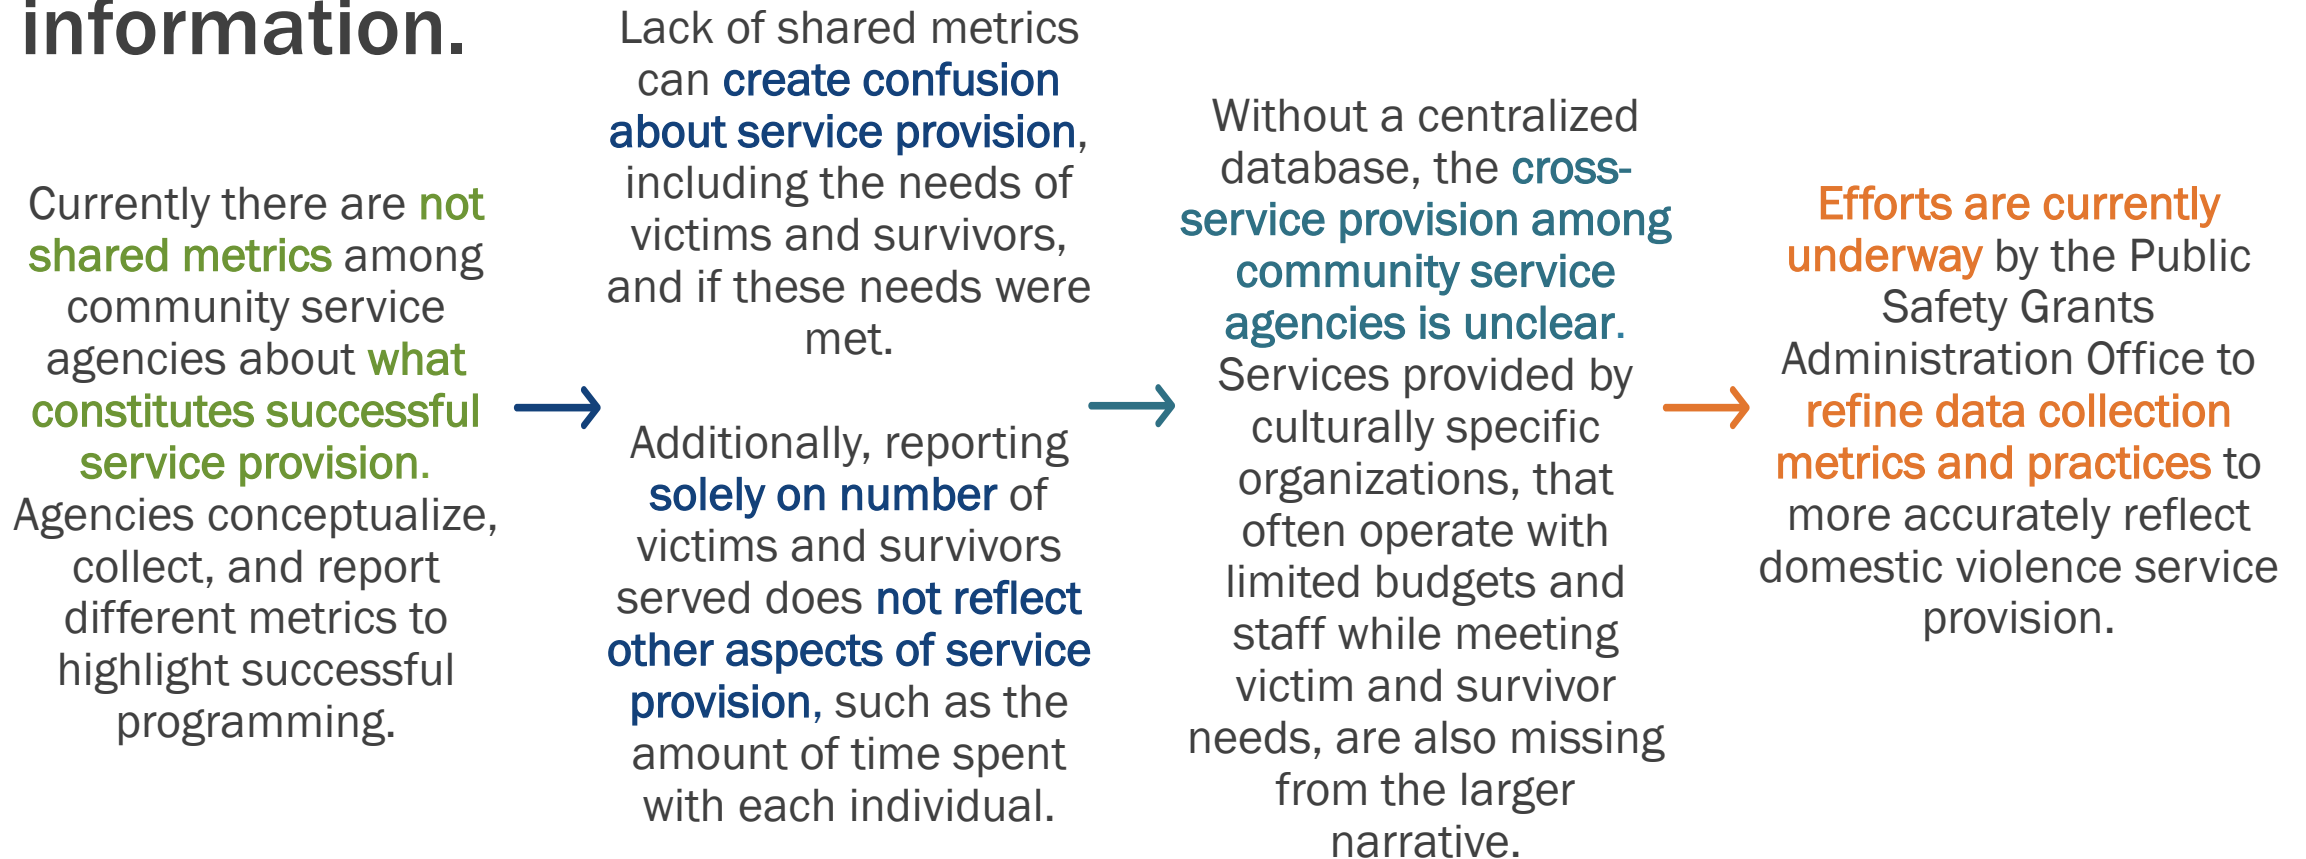 information.
Currently there are not
shared metrics among
community service
agencies about what
constitutes successful
service provision.
Agencies conceptualize,
collect, and report
different metrics to
highlight successful
programming.
Lack of shared metrics
can create confusion
about service provision,
including the needs of
victims and survivors,
and if these needs were
met.
Additionally, reporting
solely on number of
victims and survivors
served does not reflect
other aspects of service
provision, such as the
amount of time spent
with each individual.
Without a centralized
database, the cross-
service provision among
community service
agencies is unclear.
Services provided by
culturally specific
organizations, that
often operate with
limited budgets and
staff while meeting
victim and survivor
needs, are also missing
from the larger
narrative.
Efforts are currently
underway by the Public
Safety Grants
Administration Office to
refine data collection
metrics and practices to
more accurately reflect
domestic violence service
provision.